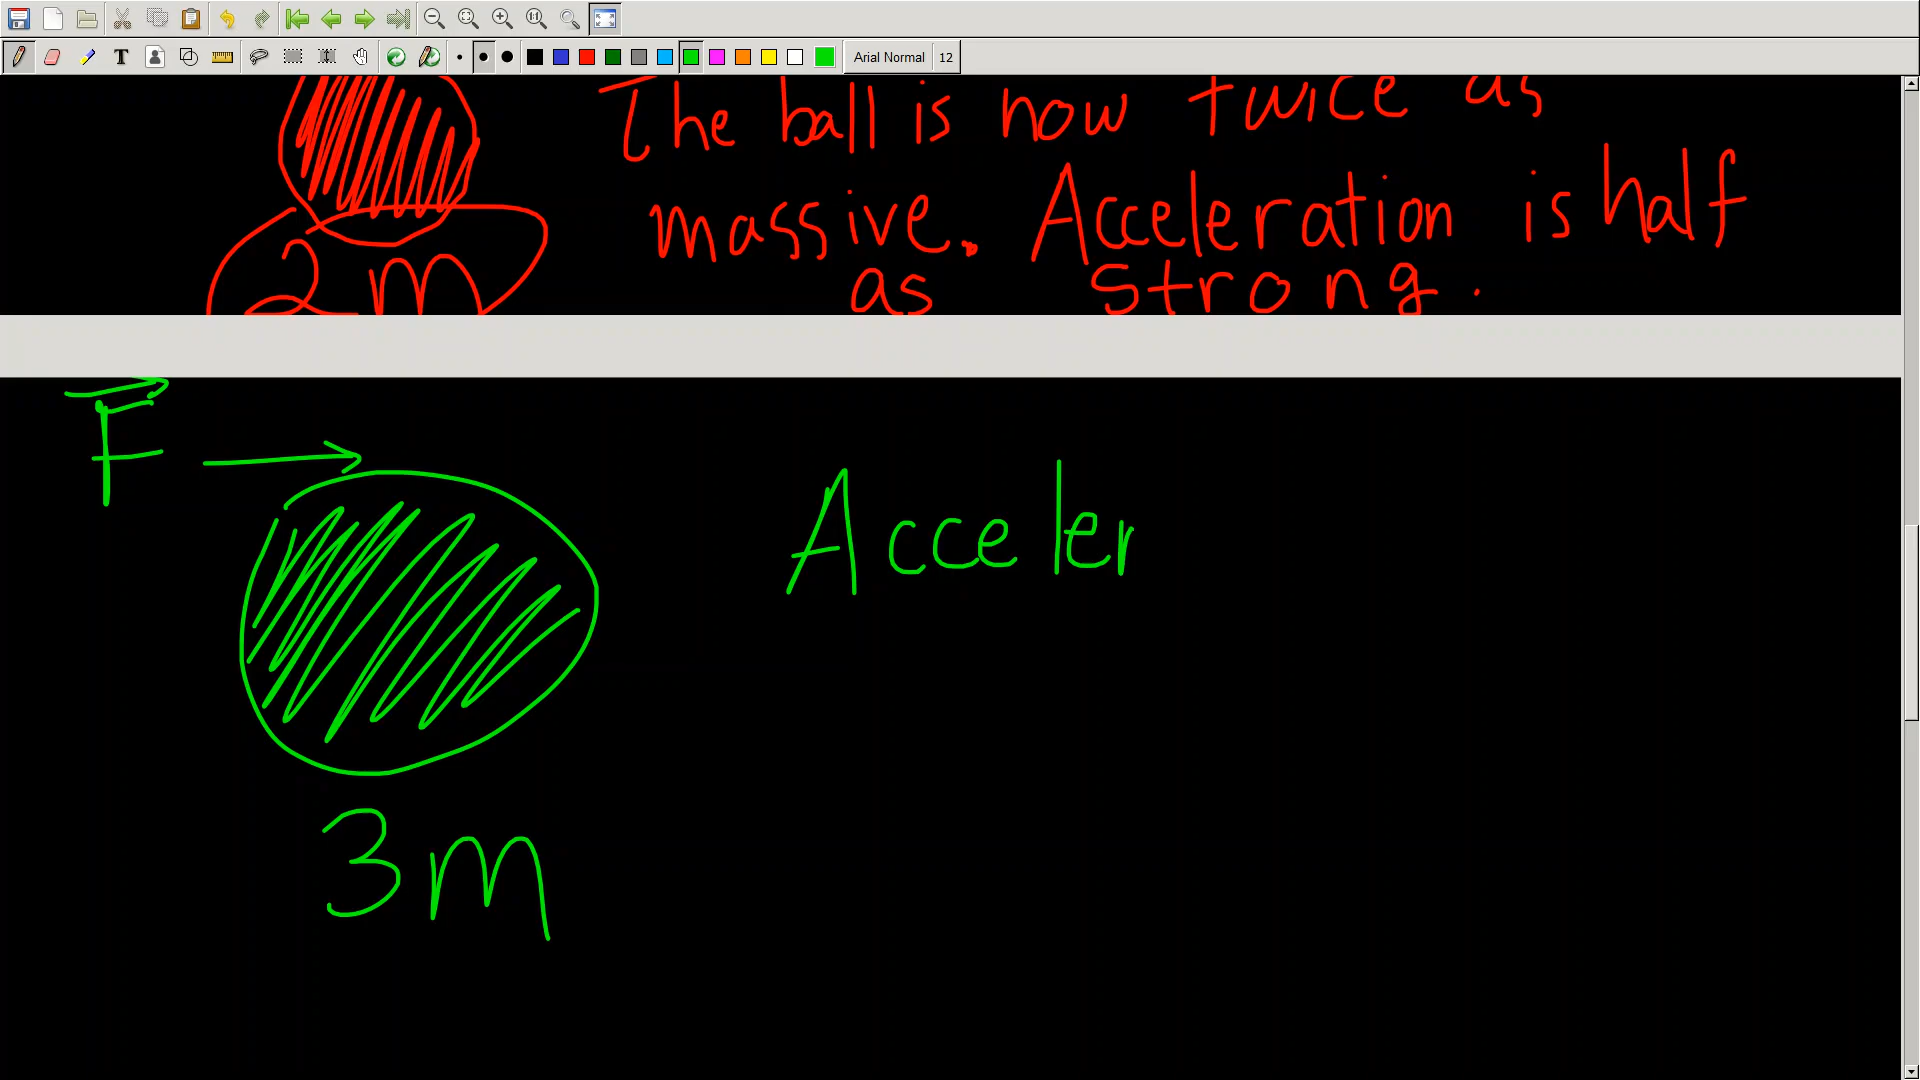 Arial Normal 12
The ball is now twice as
massive. Acceleration is half
as strong.
2m
F
Acceler
3m